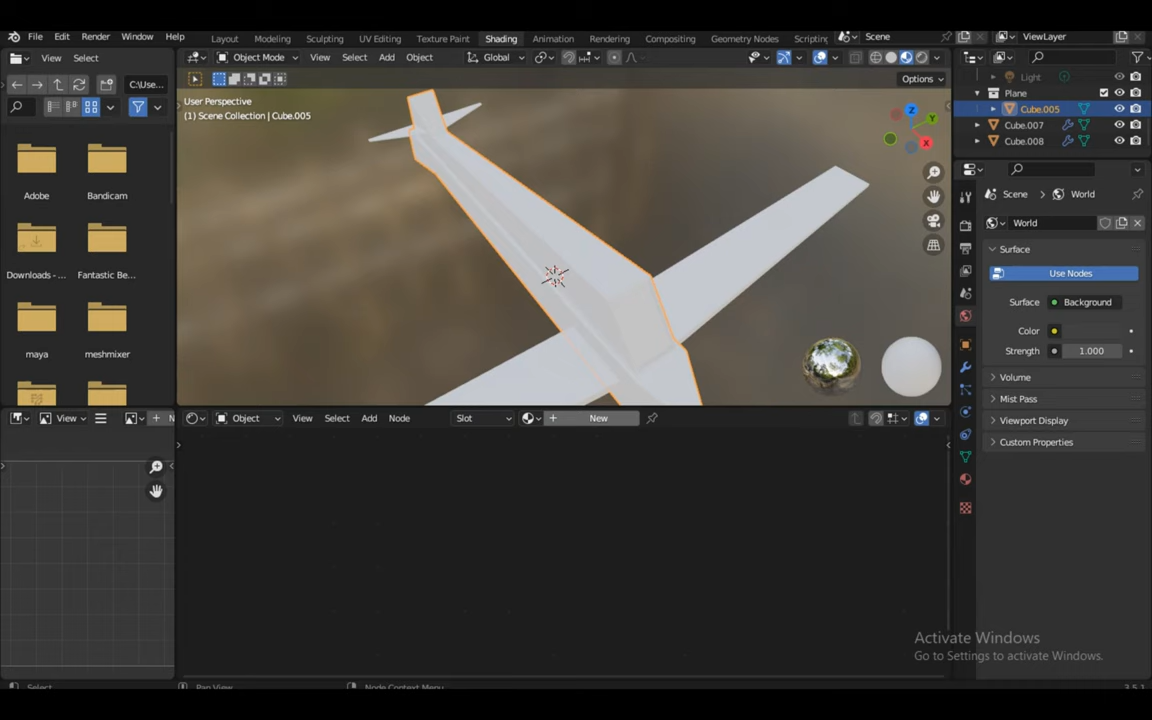 File Edit Render Window Help
Layout Modeling Sculpting UV Editing Texture Paint Shading Animation Rendering Compositing Geometry Nodes Scripting
Scene
ViewLayer
View Select
Object Mode View Select Add Object
Global
C:\Use...
Options
User Perspective
(1) Scene Collection | Cube.005
Z
Y
X
Adobe
Bandicam
Downloads - ...
Fantastic Be...
maya
meshmixer
Light
Plane
Cube.005
Cube.007
Cube.008
Scene > World
World
Surface
Use Nodes
Surface Background
Color
Strength 1.000
Volume
Mist Pass
Viewport Display
Custom Properties
View
N
Object View Select Add Node
Slot
New
Activate Windows
Go to Settings to activate Windows.
Select
Pan View
Node Context Menu
3.5.1